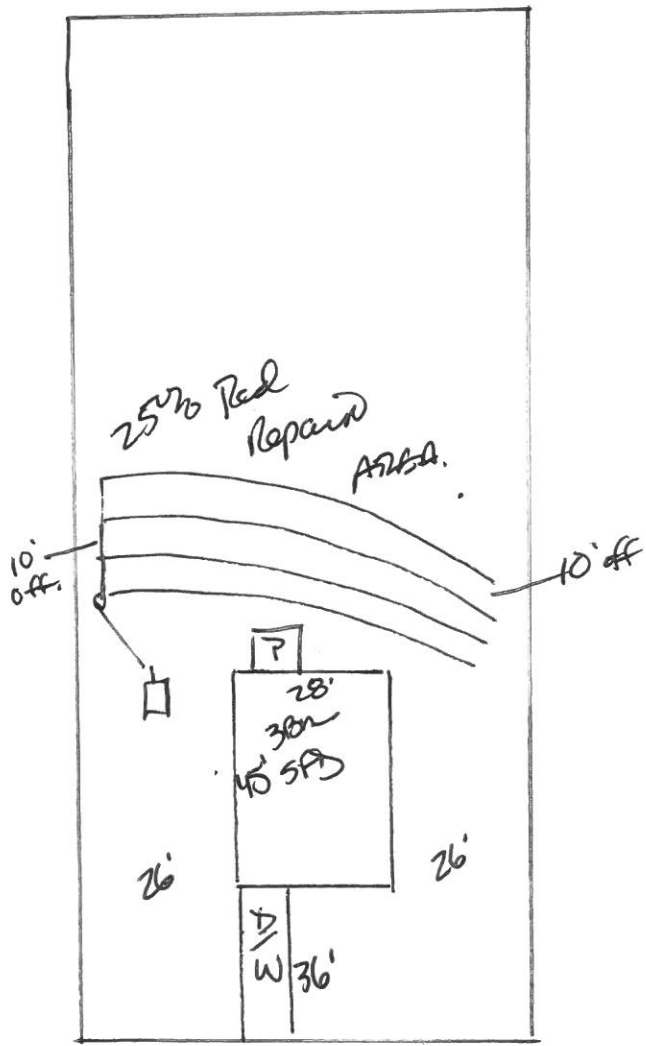 25% Red
Repair
AREA.
10'
off.
10' off
P
28'
3BR
45' SFD
26'
26'
D/W
36'